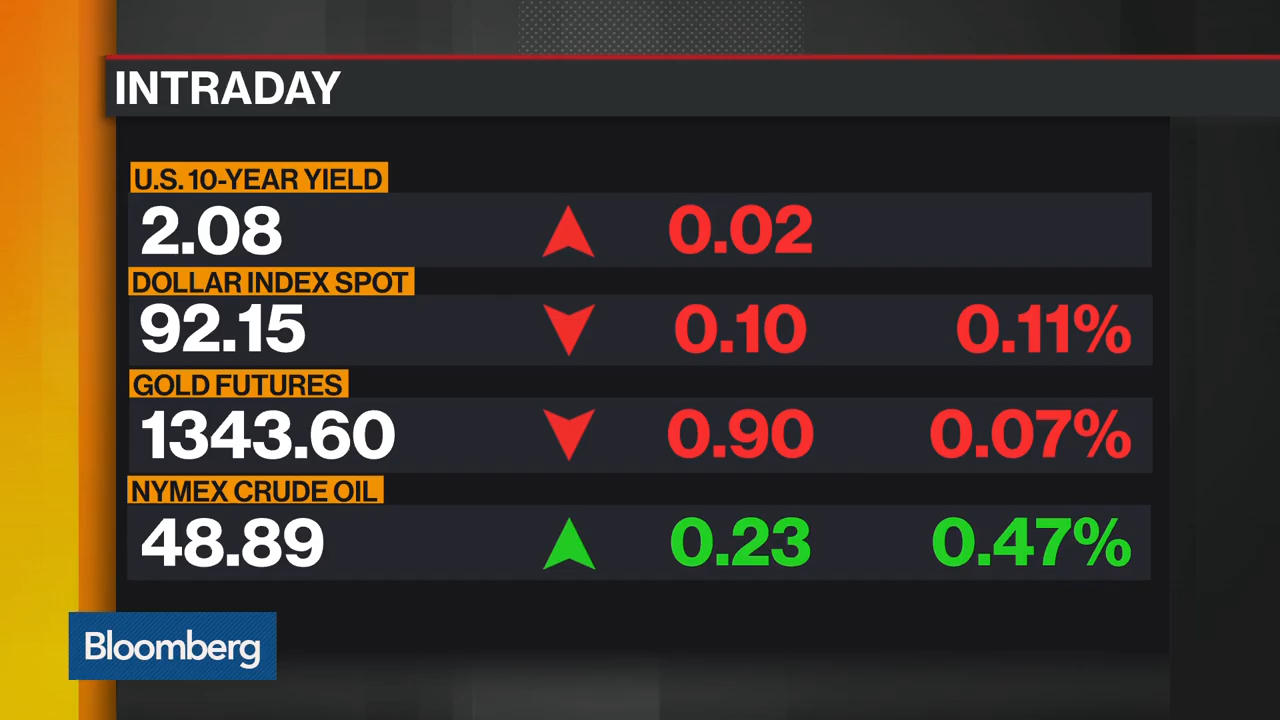 INTRADAY
U.S. 10-YEAR YIELD
2.08 0.02
DOLLAR INDEX SPOT
92.15 0.10 0.11%
GOLD FUTURES
1343.60 0.90 0.07%
NYMEX CRUDE OIL
48.89 0.23 0.47%
Bloomberg